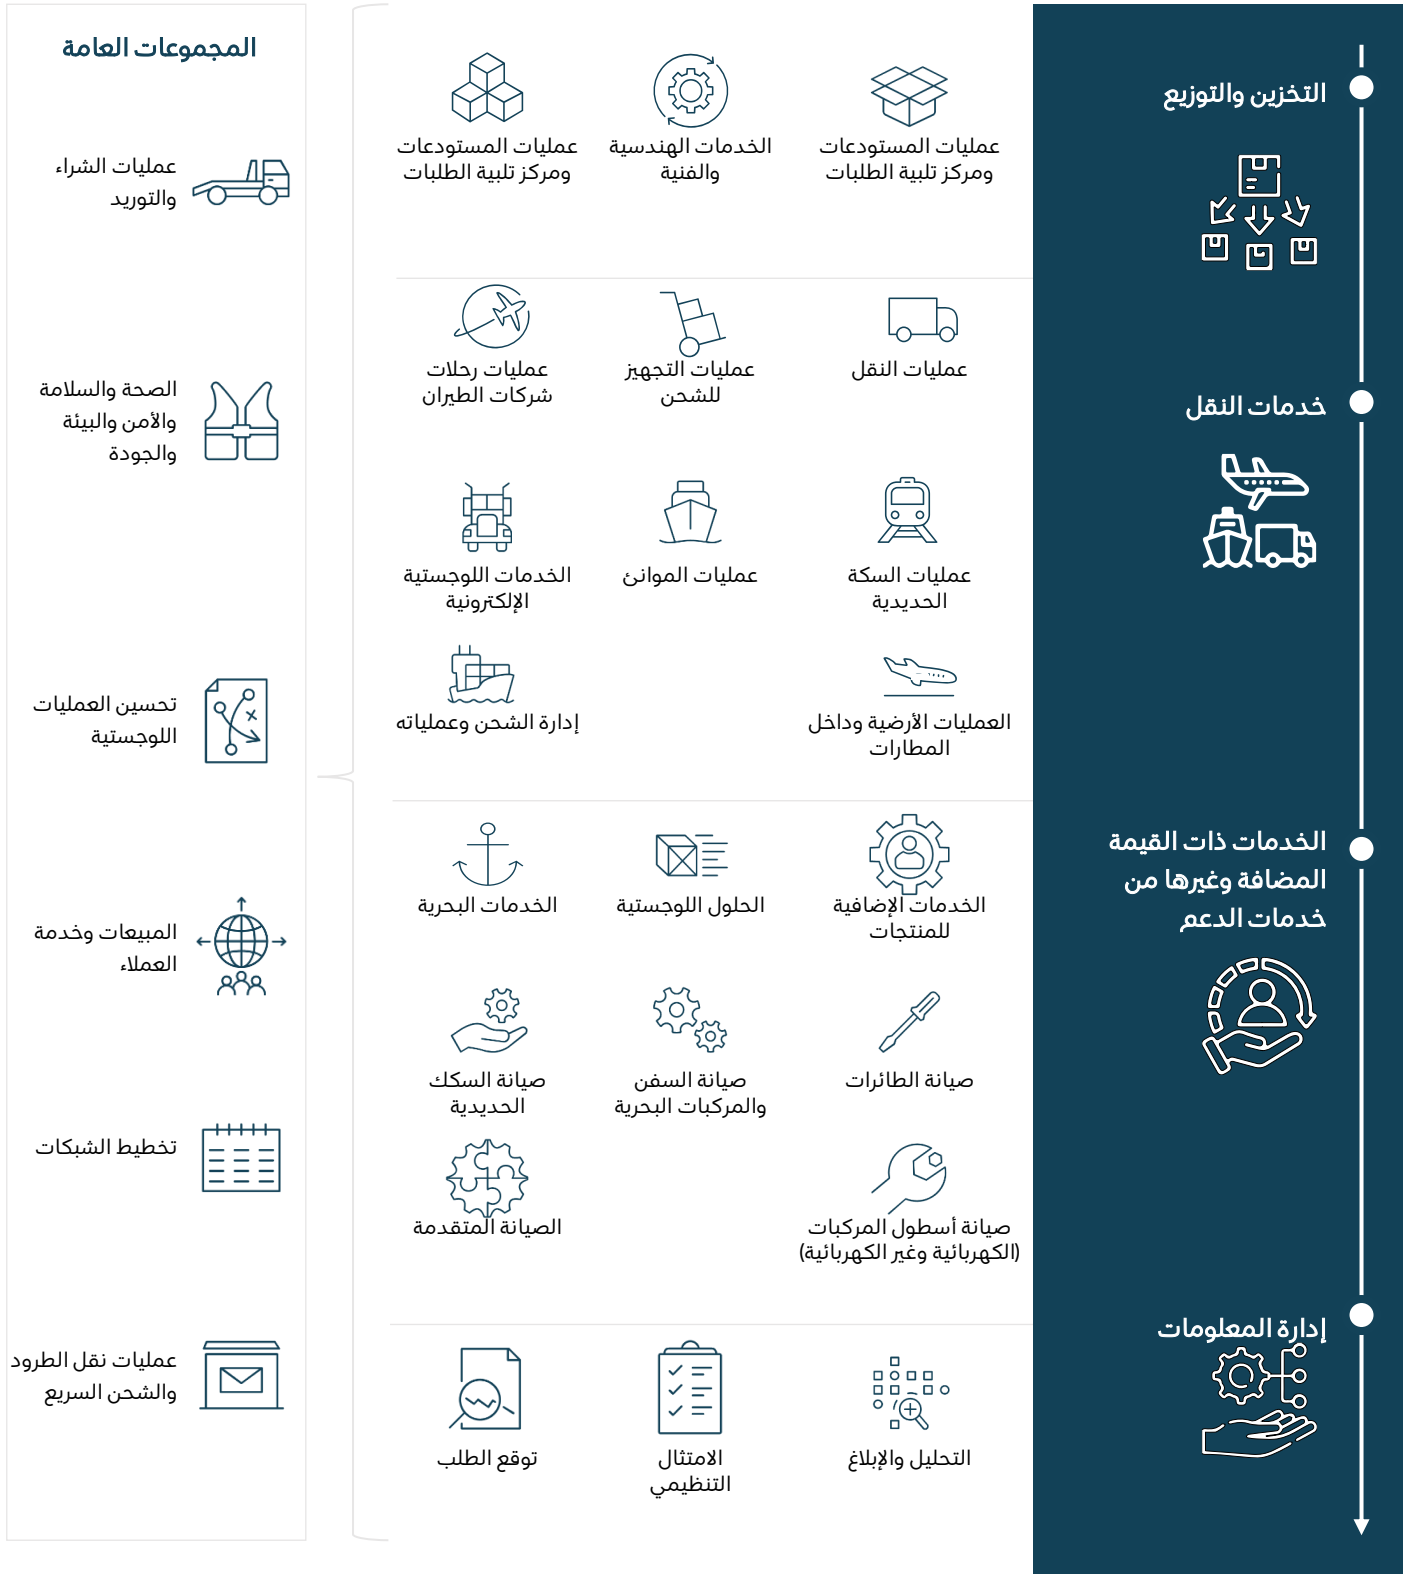 التخزين والتوزيع
عمليات المستودعات
ومركز تلبية الطلبات
الخدمات الهندسية
والفنية
عمليات المستودعات
ومركز تلبية الطلبات
خدمات النقل
عمليات النقل
عمليات التجهيز
للشحن
عمليات رحلات
شركات الطيران
عمليات السكة
الحديدية
عمليات الموانئ
الخدمات اللوجستية
الإلكترونية
العمليات الأرضية وداخل
المطارات
إدارة الشحن وعملياته
الخدمات ذات القيمة
المضافة وغيرها من
خدمات الدعم
الخدمات الإضافية
للمنتجات
الحلول اللوجستية
الخدمات البحرية
صيانة الطائرات
صيانة السفن
والمركبات البحرية
صيانة السكك
الحديدية
صيانة أسطول المركبات
(الكهربائية وغير الكهربائية)
الصيانة المتقدمة
إدارة المعلومات
التحليل والإبلاغ
الامتثال
التنظيمي
توقع الطلب
المجموعات العامة
عمليات الشراء
والتوريد
الصحة والسلامة
والأمن والبيئة
والجودة
تحسين العمليات
اللوجستية
المبيعات وخدمة
العملاء
تخطيط الشبكات
عمليات نقل الطرود
والشحن السريع